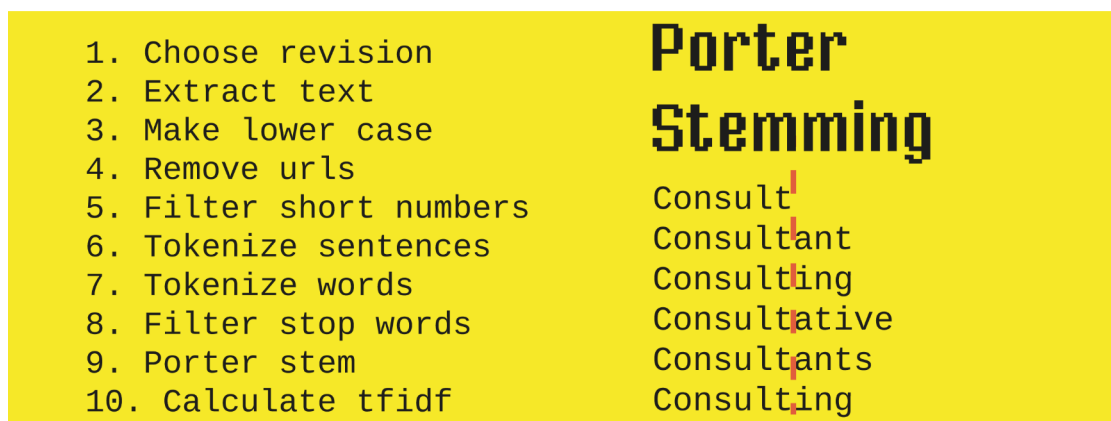 1. Choose revision
2. Extract text
3. Make lower case
4. Remove urls
5. Filter short numbers
6. Tokenize sentences
7. Tokenize words
8. Filter stop words
9. Porter stem
10. Calculate tfidf
Porter
Stemming
Consult
Consultant
Consulting
Consultative
Consultants
Consulting